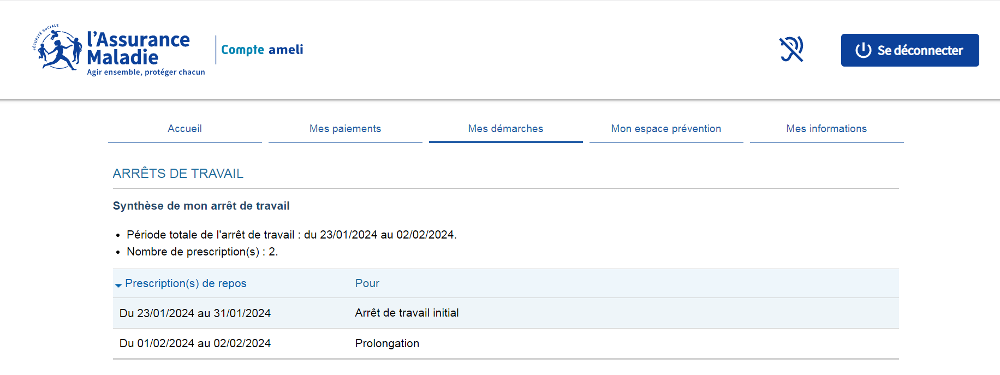 SÉCURITÉ SOCIALE
l'Assurance
Maladie
Agir ensemble, protéger chacun
Compte ameli
Se déconnecter
Accueil
Mes paiements
Mes démarches
Mon espace prévention
Mes informations
ARRÊTS DE TRAVAIL
Synthèse de mon arrêt de travail
• Période totale de l'arrêt de travail : du 23/01/2024 au 02/02/2024.
• Nombre de prescription(s) : 2.
Prescription(s) de repos Pour
Du 23/01/2024 au 31/01/2024 Arrêt de travail initial
Du 01/02/2024 au 02/02/2024 Prolongation